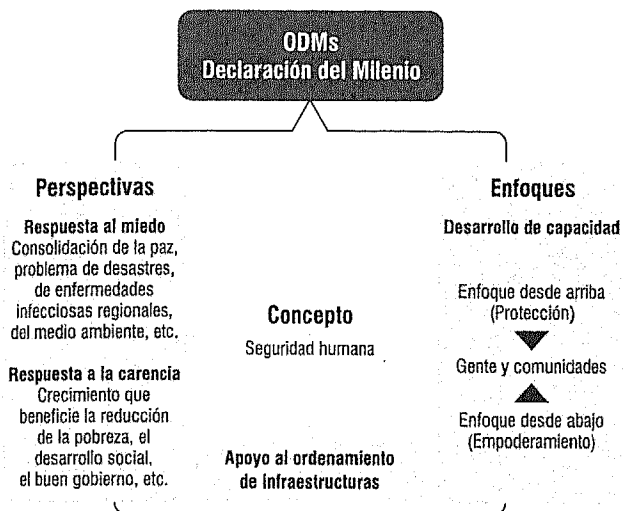 ODMs
Declaración del Milenio
Perspectivas
Respuesta al miedo
Consolidación de la paz,
problema de desastres,
de enfermedades
infecciosas regionales,
del medio ambiente, etc.
Respuesta a la carencia
Crecimiento que
beneficie la reducción
de la pobreza, el
desarrollo social,
el buen gobierno, etc.
Concepto
Seguridad humana
Apoyo al ordenamiento
de infraestructuras
Enfoques
Desarrollo de capacidad
Enfoque desde arriba
(Protección)
Gente y comunidades
Enfoque desde abajo
(Empoderamiento)